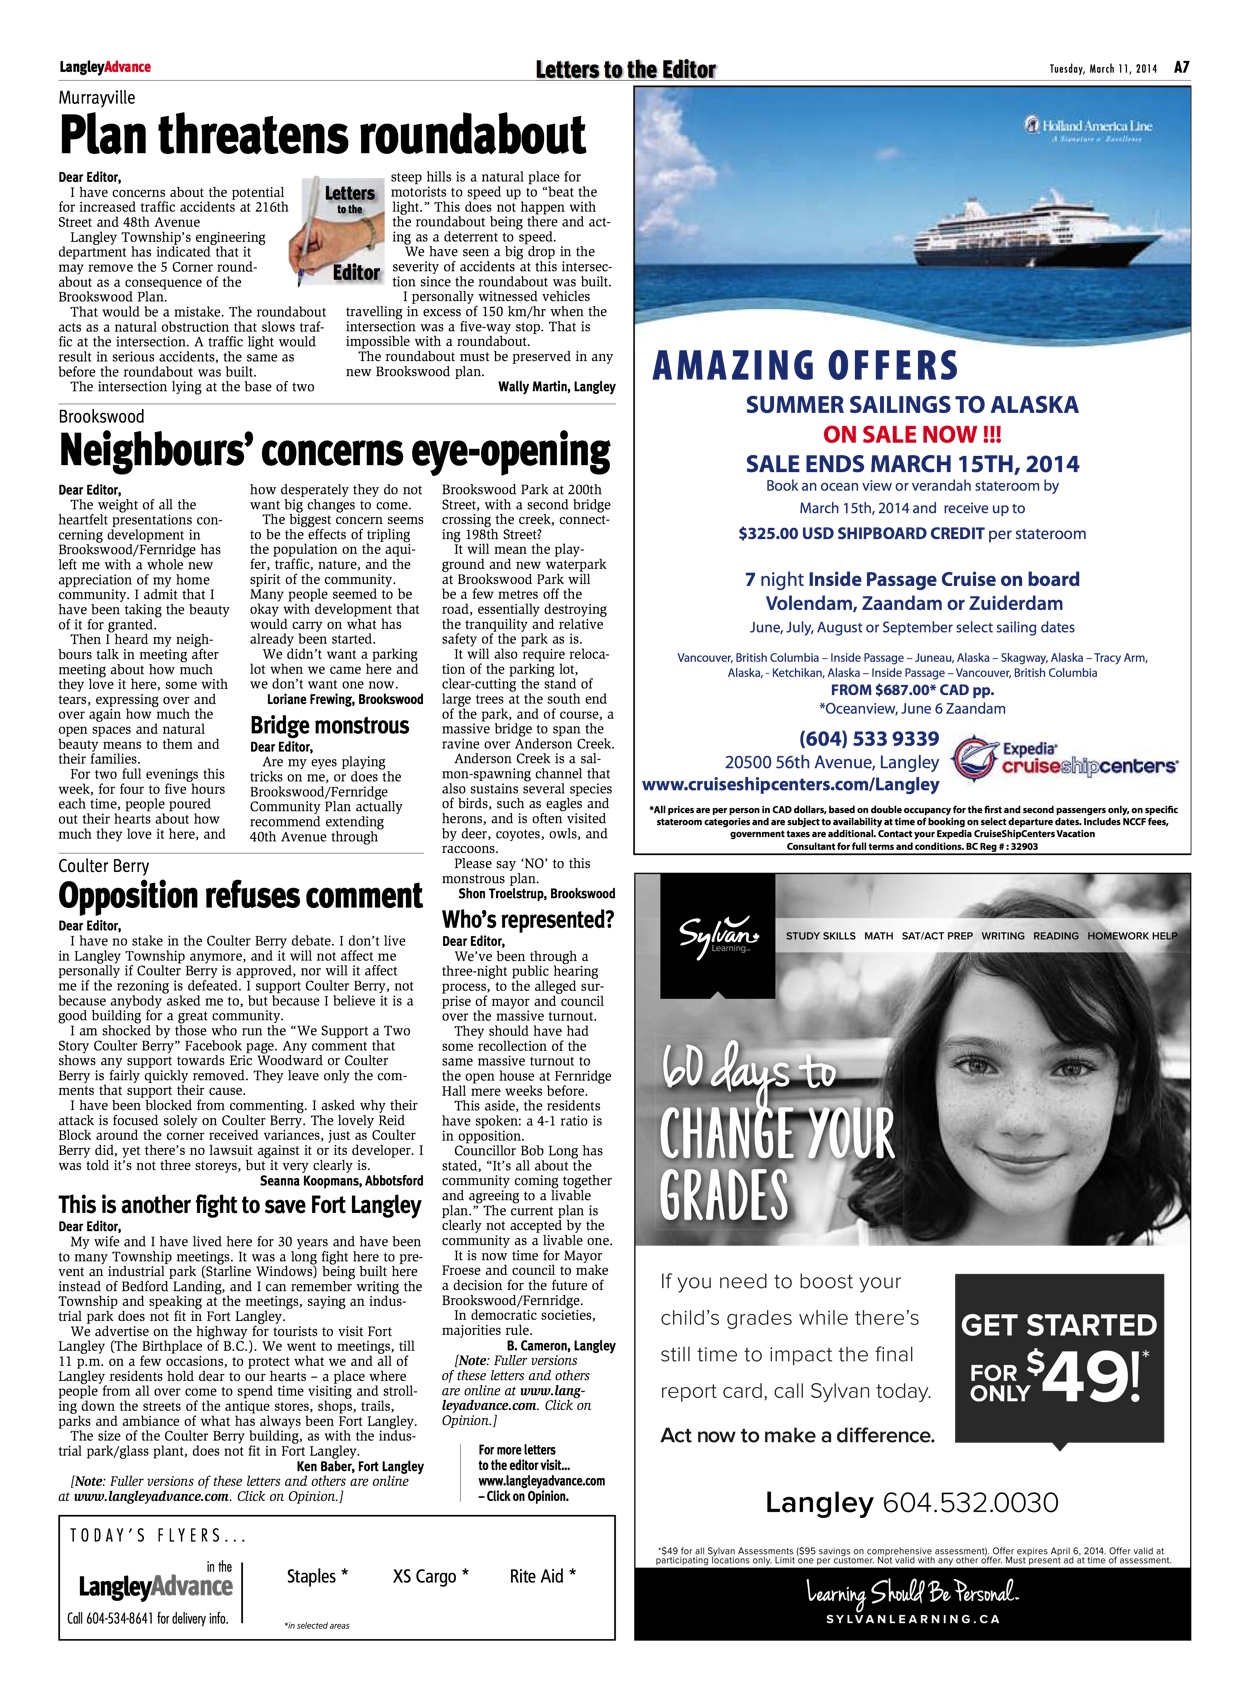 LangleyAdvance
Letters to the Editor
Tuesday, March 11, 2014 A7
Murrayville
Plan threatens roundabout
Dear Editor,
I have concerns about the potential
for increased traffic accidents at 216th
Street and 48th Avenue
Langley Township’s engineering
department has indicated that it
may remove the 5 Corner round-
about as a consequence of the
Brookswood Plan.
That would be a mistake. The roundabout
acts as a natural obstruction that slows traf-
fic at the intersection. A traffic light would
result in serious accidents, the same as
before the roundabout was built.
The intersection lying at the base of two
Letters
to the
Editor
steep hills is a natural place for
motorists to speed up to “beat the
light.” This does not happen with
the roundabout being there and act-
ing as a deterrent to speed.
We have seen a big drop in the
severity of accidents at this intersec-
tion since the roundabout was built.
I personally witnessed vehicles
travelling in excess of 150 km/hr when the
intersection was a five-way stop. That is
impossible with a roundabout.
The roundabout must be preserved in any
new Brookswood plan.
Wally Martin, Langley
Brookswood
Neighbours’ concerns eye-opening
Dear Editor,
The weight of all the
heartfelt presentations con-
cerning development in
Brookswood/Fernridge has
left me with a whole new
appreciation of my home
community. I admit that I
have been taking the beauty
of it for granted.
Then I heard my neigh-
bours talk in meeting after
meeting about how much
they love it here, some with
tears, expressing over and
over again how much the
open spaces and natural
beauty means to them and
their families.
For two full evenings this
week, for four to five hours
each time, people poured
out their hearts about how
much they love it here, and
how desperately they do not
want big changes to come.
The biggest concern seems
to be the effects of tripling
the population on the aqui-
fer, traffic, nature, and the
spirit of the community.
Many people seemed to be
okay with development that
would carry on what has
already been started.
We didn’t want a parking
lot when we came here and
we don’t want one now.
Loriane Frewing, Brookswood
Bridge monstrous
Dear Editor,
Are my eyes playing
tricks on me, or does the
Brookswood/Fernridge
Community Plan actually
recommend extending
40th Avenue through
Brookswood Park at 200th
Street, with a second bridge
crossing the creek, connect-
ing 198th Street?
It will mean the play-
ground and new waterpark
at Brookswood Park will
be a few metres off the
road, essentially destroying
the tranquility and relative
safety of the park as is.
It will also require reloca-
tion of the parking lot,
clear-cutting the stand of
large trees at the south end
of the park, and of course, a
massive bridge to span the
ravine over Anderson Creek.
Anderson Creek is a sal-
mon-spawning channel that
also sustains several species
of birds, such as eagles and
herons, and is often visited
by deer, coyotes, owls, and
raccoons.
Please say ‘NO’ to this
monstrous plan.
Shon Troelstrup, Brookswood
Who’s represented?
Dear Editor,
We’ve been through a
three-night public hearing
process, to the alleged sur-
prise of mayor and council
over the massive turnout.
They should have had
some recollection of the
same massive turnout to
the open house at Fernridge
Hall mere weeks before.
This aside, the residents
have spoken: a 4-1 ratio is
in opposition.
Councillor Bob Long has
stated, “It’s all about the
community coming together
and agreeing to a livable
plan.” The current plan is
clearly not accepted by the
community as a livable one.
It is now time for Mayor
Froese and council to make
a decision for the future of
Brookswood/Fernridge.
In democratic societies,
majorities rule.
B. Cameron, Langley
[Note: Fuller versions
of these letters and others
are online at www.lang-
leyadvance.com. Click on
Opinion.]
For more letters
to the editor visit...
www.langleyadvance.com
– Click on Opinion.
Coulter Berry
Opposition refuses comment
Dear Editor,
I have no stake in the Coulter Berry debate. I don’t live
in Langley Township anymore, and it will not affect me
personally if Coulter Berry is approved, nor will it affect
me if the rezoning is defeated. I support Coulter Berry, not
because anybody asked me to, but because I believe it is a
good building for a great community.
I am shocked by those who run the “We Support a Two
Story Coulter Berry” Facebook page. Any comment that
shows any support towards Eric Woodward or Coulter
Berry is fairly quickly removed. They leave only the com-
ments that support their cause.
I have been blocked from commenting. I asked why their
attack is focused solely on Coulter Berry. The lovely Reid
Block around the corner received variances, just as Coulter
Berry did, yet there’s no lawsuit against it or its developer. I
was told it’s not three storeys, but it very clearly is.
Seanna Koopmans, Abbotsford
This is another fight to save Fort Langley
Dear Editor,
My wife and I have lived here for 30 years and have been
to many Township meetings. It was a long fight here to pre-
vent an industrial park (Starline Windows) being built here
instead of Bedford Landing, and I can remember writing the
Township and speaking at the meetings, saying an indus-
trial park does not fit in Fort Langley.
We advertise on the highway for tourists to visit Fort
Langley (The Birthplace of B.C.). We went to meetings, till
11 p.m. on a few occasions, to protect what we and all of
Langley residents hold dear to our hearts – a place where
people from all over come to spend time visiting and stroll-
ing down the streets of the antique stores, shops, trails,
parks and ambiance of what has always been Fort Langley.
The size of the Coulter Berry building, as with the indus-
trial park/glass plant, does not fit in Fort Langley.
Ken Baber, Fort Langley
[Note: Fuller versions of these letters and others are online
at www.langleyadvance.com. Click on Opinion.]
TODAY’S FLYERS...
in the
LangleyAdvance
Call 604-534-8641 for delivery info.
Staples * XS Cargo * Rite Aid *
*in selected areas
Holland America Line
A Signature of Excellence
AMAZING OFFERS
SUMMER SAILINGS TO ALASKA
ON SALE NOW !!!
SALE ENDS MARCH 15TH, 2014
Book an ocean view or verandah stateroom by
March 15th, 2014 and receive up to
$325.00 USD SHIPBOARD CREDIT per stateroom
7 night Inside Passage Cruise on board
Volendam, Zaandam or Zuiderdam
June, July, August or September select sailing dates
Vancouver, British Columbia – Inside Passage – Juneau, Alaska – Skagway, Alaska – Tracy Arm,
Alaska, - Ketchikan, Alaska – Inside Passage – Vancouver, British Columbia
FROM $687.00* CAD pp.
*Oceanview, June 6 Zaandam
(604) 533 9339
20500 56th Avenue, Langley
www.cruiseshipcenters.com/Langley
Expedia®
cruiseshipcenters®
*All prices are per person in CAD dollars, based on double occupancy for the first and second passengers only, on specific
stateroom categories and are subject to availability at time of booking on select departure dates. Includes NCCF fees,
government taxes are additional. Contact your Expedia CruiseShipCenters Vacation
Consultant for full terms and conditions. BC Reg # : 32903
Sylvan
Learning
STUDY SKILLS MATH SAT/ACT PREP WRITING READING HOMEWORK HELP
60 days to
CHANGE YOUR
GRADES
If you need to boost your
child’s grades while there’s
still time to impact the final
report card, call Sylvan today.
Act now to make a difference.
GET STARTED
FOR ONLY $49!*
Langley 604.532.0030
*$49 for all Sylvan Assessments ($95 savings on comprehensive assessment). Offer expires April 6, 2014. Offer valid at
participating locations only. Limit one per customer. Not valid with any other offer. Must present ad at time of assessment.
Learning Should Be Personal.
SYLVANLEARNING.CA